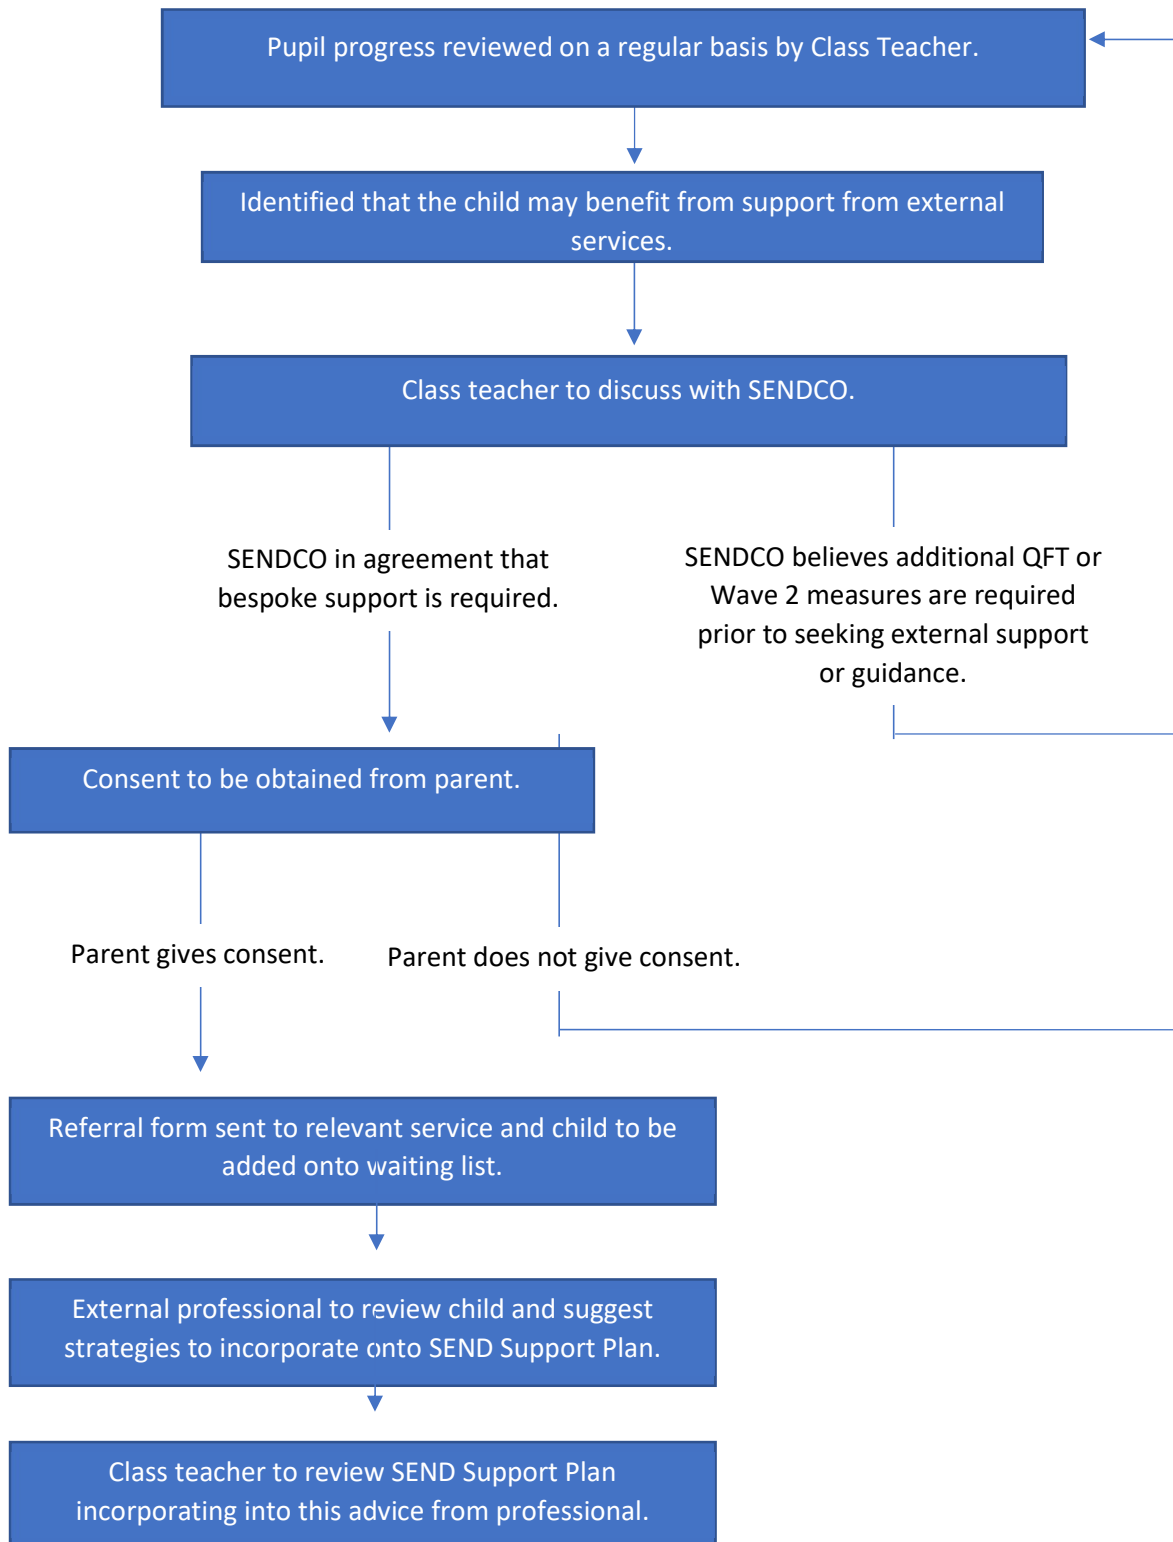 Pupil progress reviewed on a regular basis by Class Teacher.
Identified that the child may benefit from support from external
services.
Class teacher to discuss with SENDCO.
SENDCO in agreement that
bespoke support is required.
SENDCO believes additional QFT or
Wave 2 measures are required
prior to seeking external support
or guidance.
Consent to be obtained from parent.
Parent gives consent.
Parent does not give consent.
Referral form sent to relevant service and child to be
added onto waiting list.
External professional to review child and suggest
strategies to incorporate onto SEND Support Plan.
Class teacher to review SEND Support Plan
incorporating into this advice from professional.